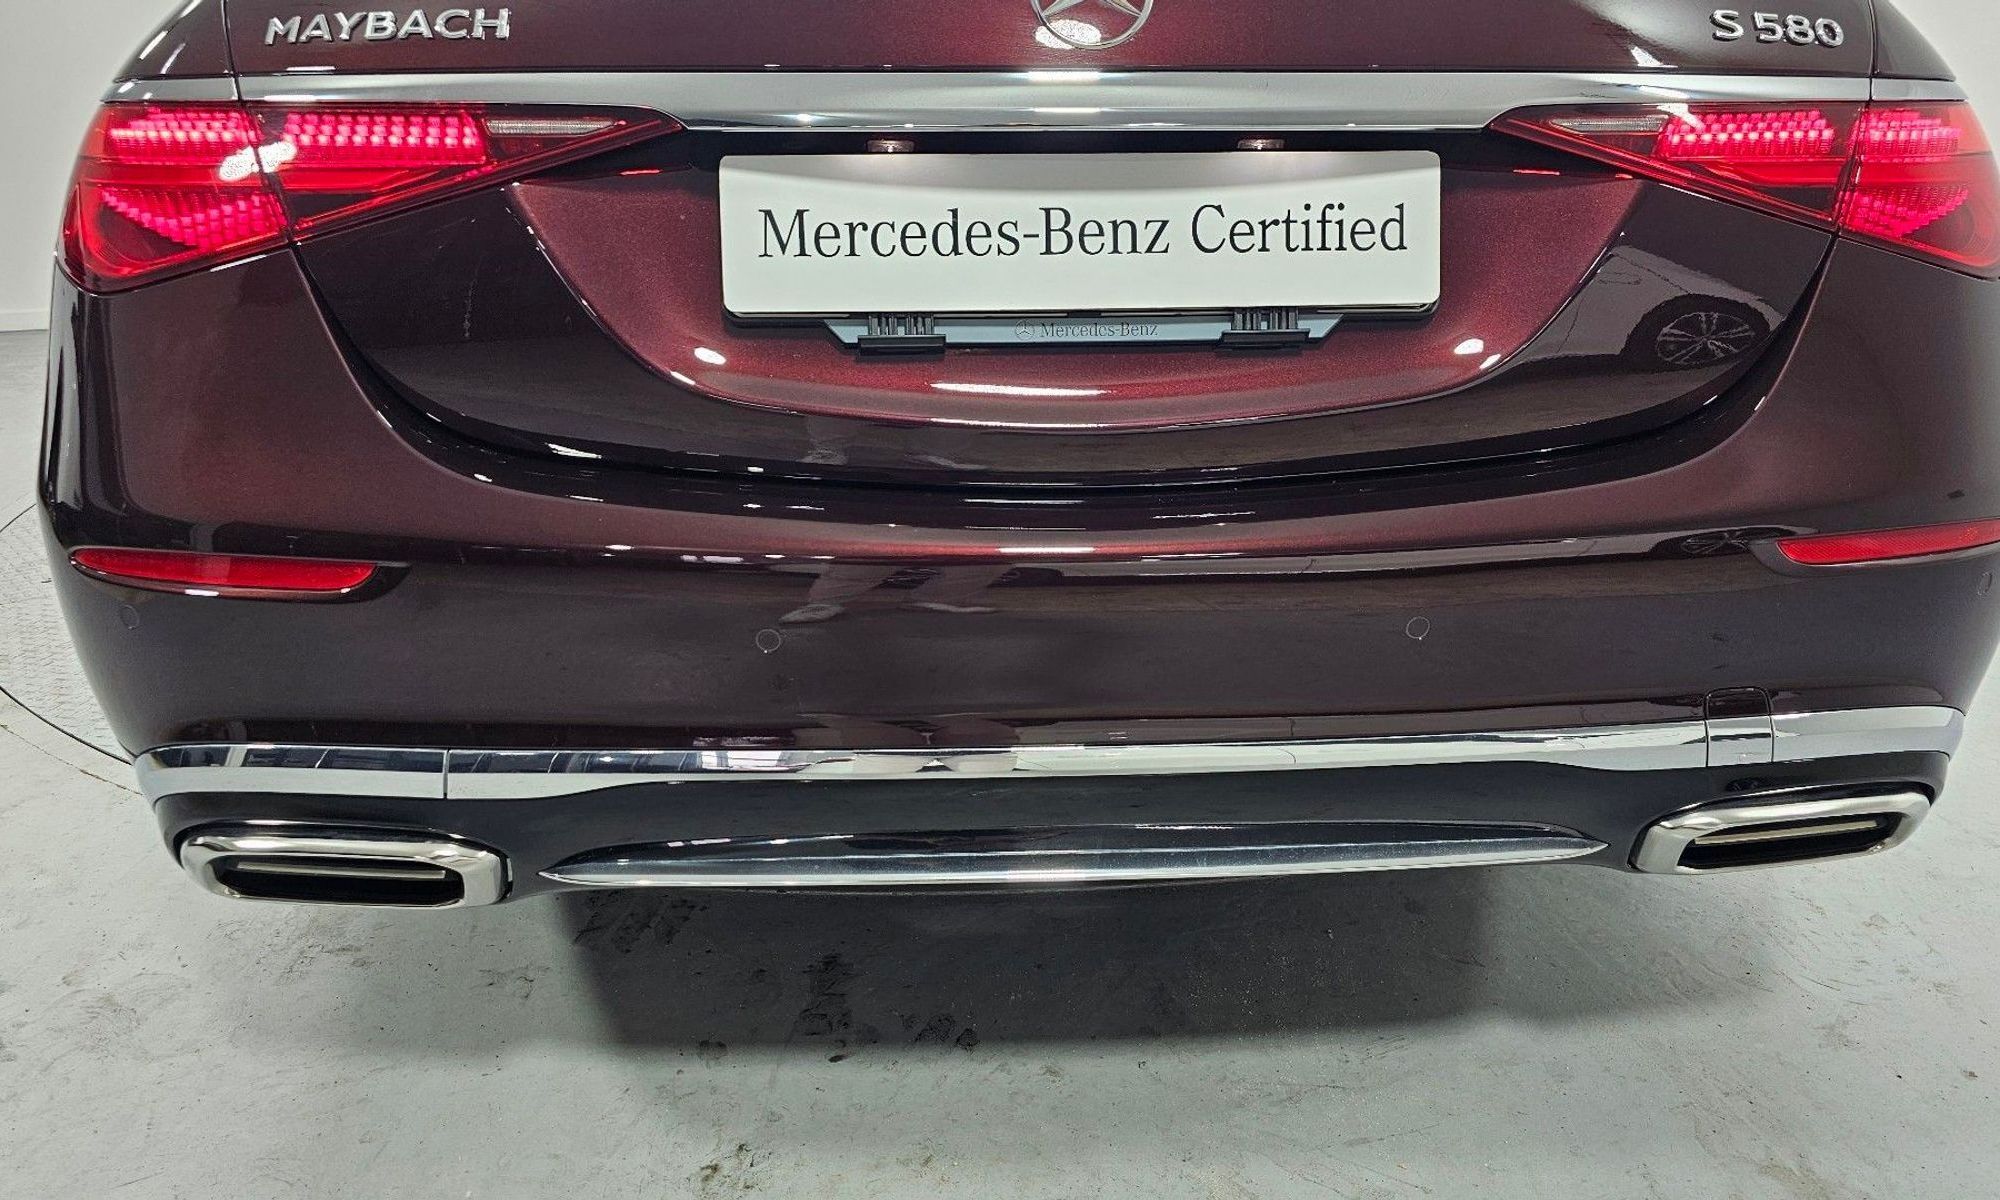 MAYBACH
S 580
Mercedes-Benz Certified
Mercedes-Benz